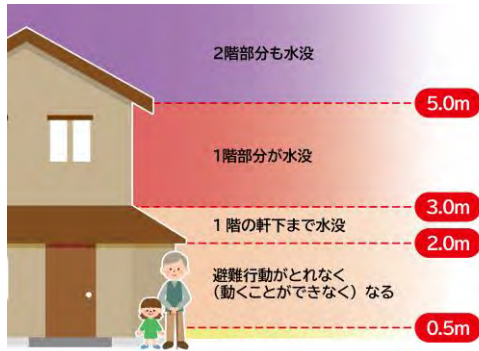 2階部分も水没
5.0m
1階部分が水没
3.0m
1階の軒下まで水没
2.0m
避難行動がとれなく
(動くことができなく)なる
0.5m